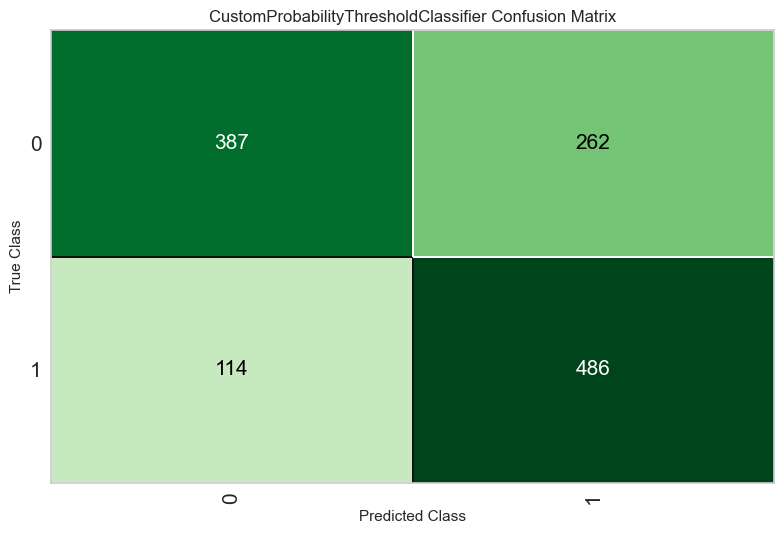 CustomProbabilityThresholdClassifier Confusion Matrix
True Class
0
387
262
1
114
486
0
1
Predicted Class